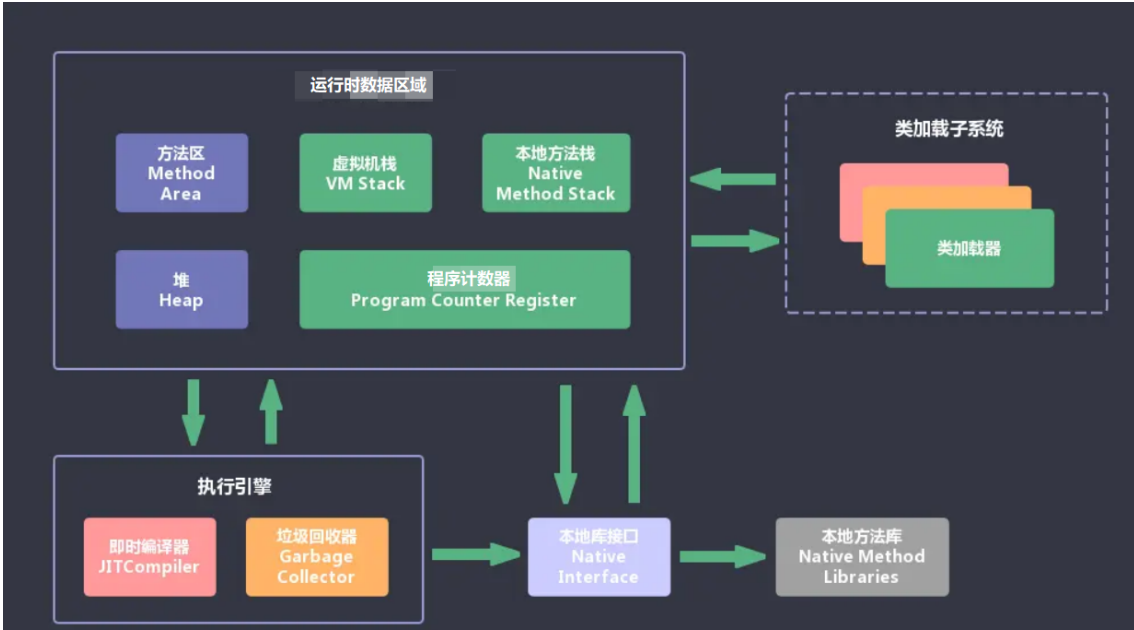 运行时数据区域
方法区
Method
Area
虚拟机栈
VM Stack
本地方法栈
Native
Method Stack
堆
Heap
程序计数器
Program Counter Register
类加载子系统
类加载器
执行引擎
即时编译器
JITCompiler
垃圾回收器
Garbage
Collector
本地库接口
Native
Interface
本地方法库
Native Method
Libraries